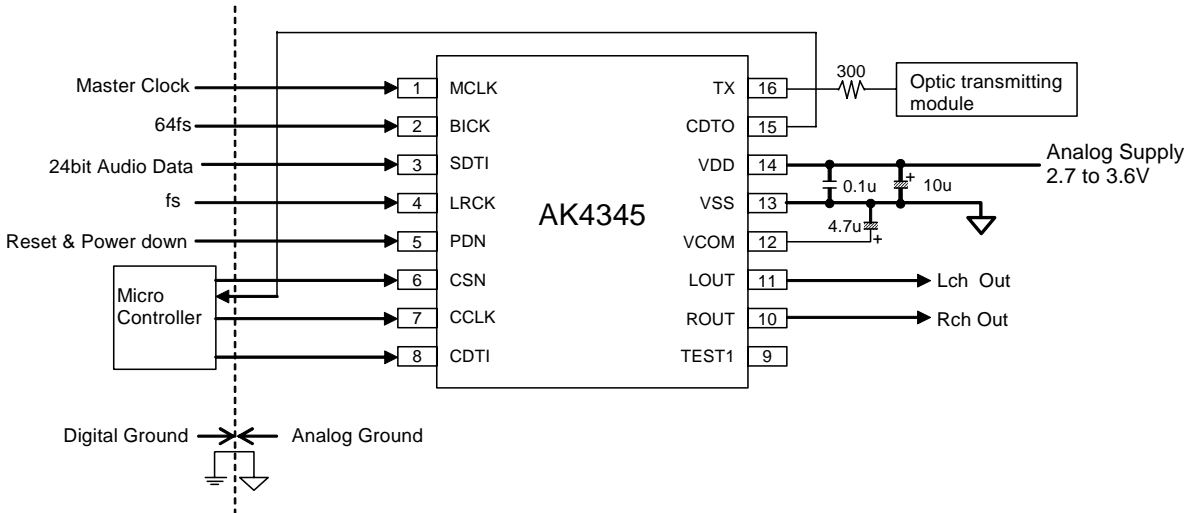 Master Clock
64fs
24bit Audio Data
fs
Reset & Power down
Micro
Controller
1 MCLK
2 BICK
3 SDTI
4 LRCK
5 PDN
6 CSN
7 CCLK
8 CDTI
AK4345
TX 16
CDTO 15
VDD 14
VSS 13
VCOM 12
LOUT 11
ROUT 10
TEST1 9
300
Optic transmitting
module
Analog Supply
2.7 to 3.6V
0.1u
+
10u
4.7u
+
Lch Out
Rch Out
Digital Ground
Analog Ground